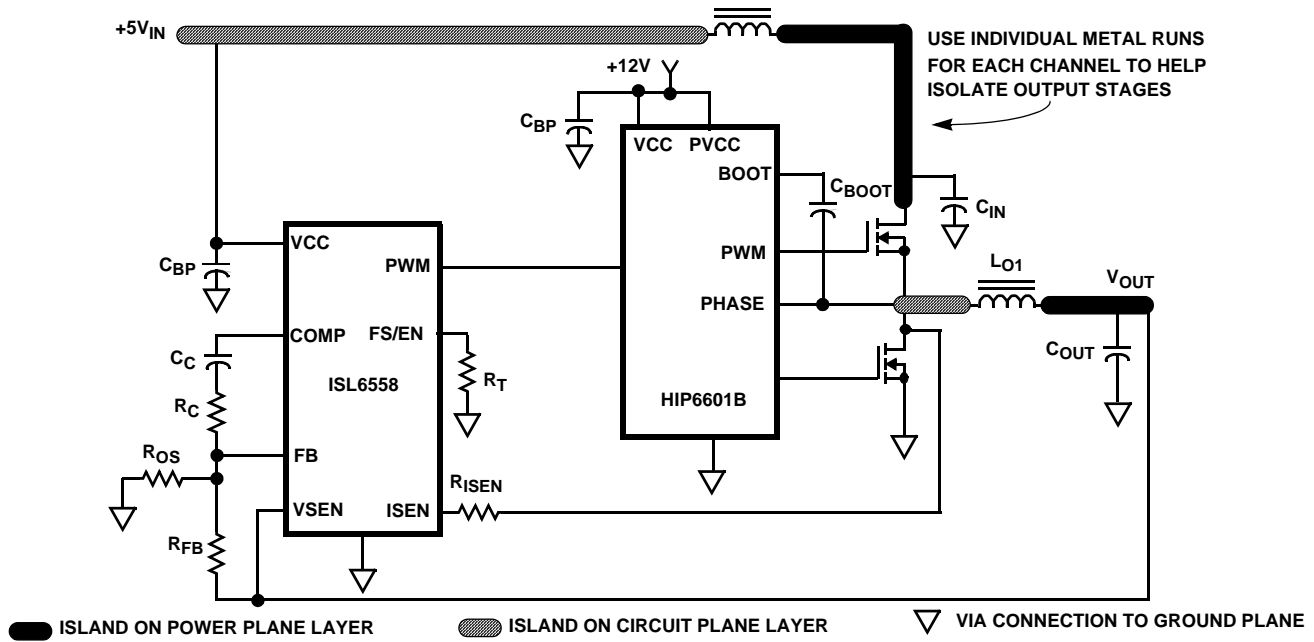 +5VIN
USE INDIVIDUAL METAL RUNS
FOR EACH CHANNEL TO HELP
ISOLATE OUTPUT STAGES
+12V
CBP
VCC PVCC
BOOT
CBOOT
CIN
VCC
CBP
PWM
PWM
LO1
VOUT
PHASE
COMP
FS/EN
CC
RT
COUT
ISL6558
RC
HIP6601B
ROS
FB
RISEN
VSEN
ISEN
RFB
ISLAND ON POWER PLANE LAYER
ISLAND ON CIRCUIT PLANE LAYER
VIA CONNECTION TO GROUND PLANE